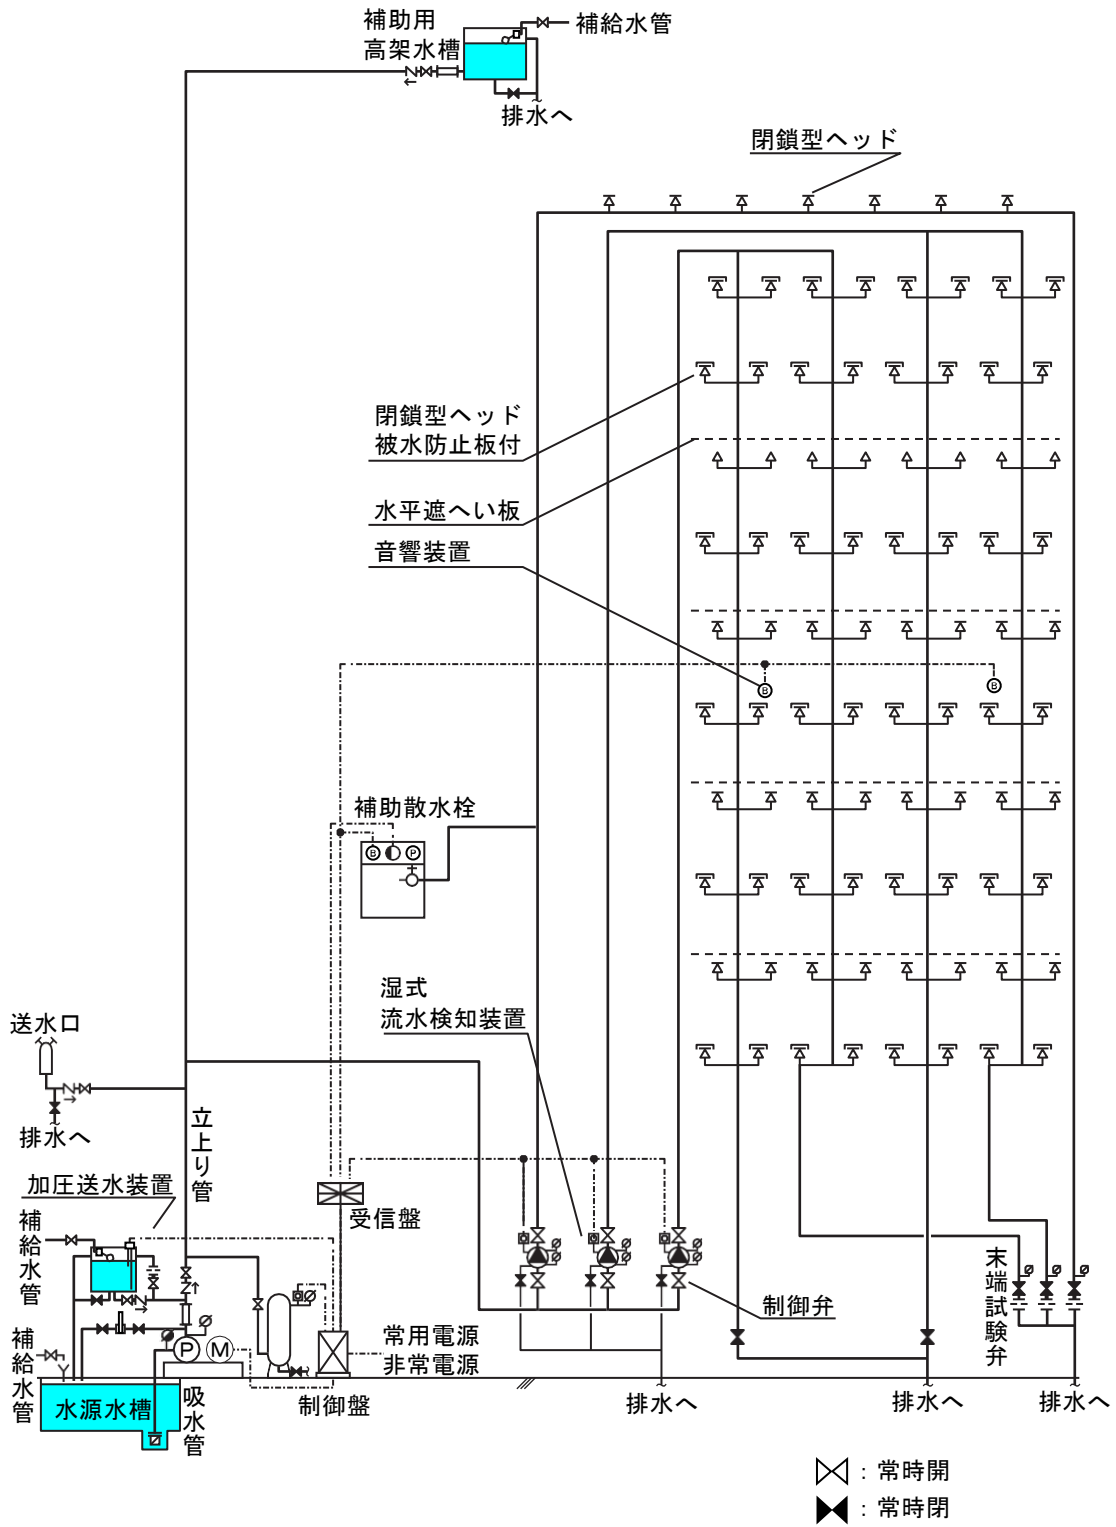 補助用
高架水槽
補給水管
排水へ
閉鎖型ヘッド
閉鎖型ヘッド
被水防止板付
水平遮へい板
音響装置
B
B
補助散水栓
B
P
湿式
流水検知装置
送水口
排水へ
立上り管
加圧送水装置
補給水管
受信盤
制御弁
末端試験弁
P
M
常用電源
非常電源
補給水管
水源水槽
吸水管
制御盤
排水へ
排水へ
排水へ
：常時開
：常時閉